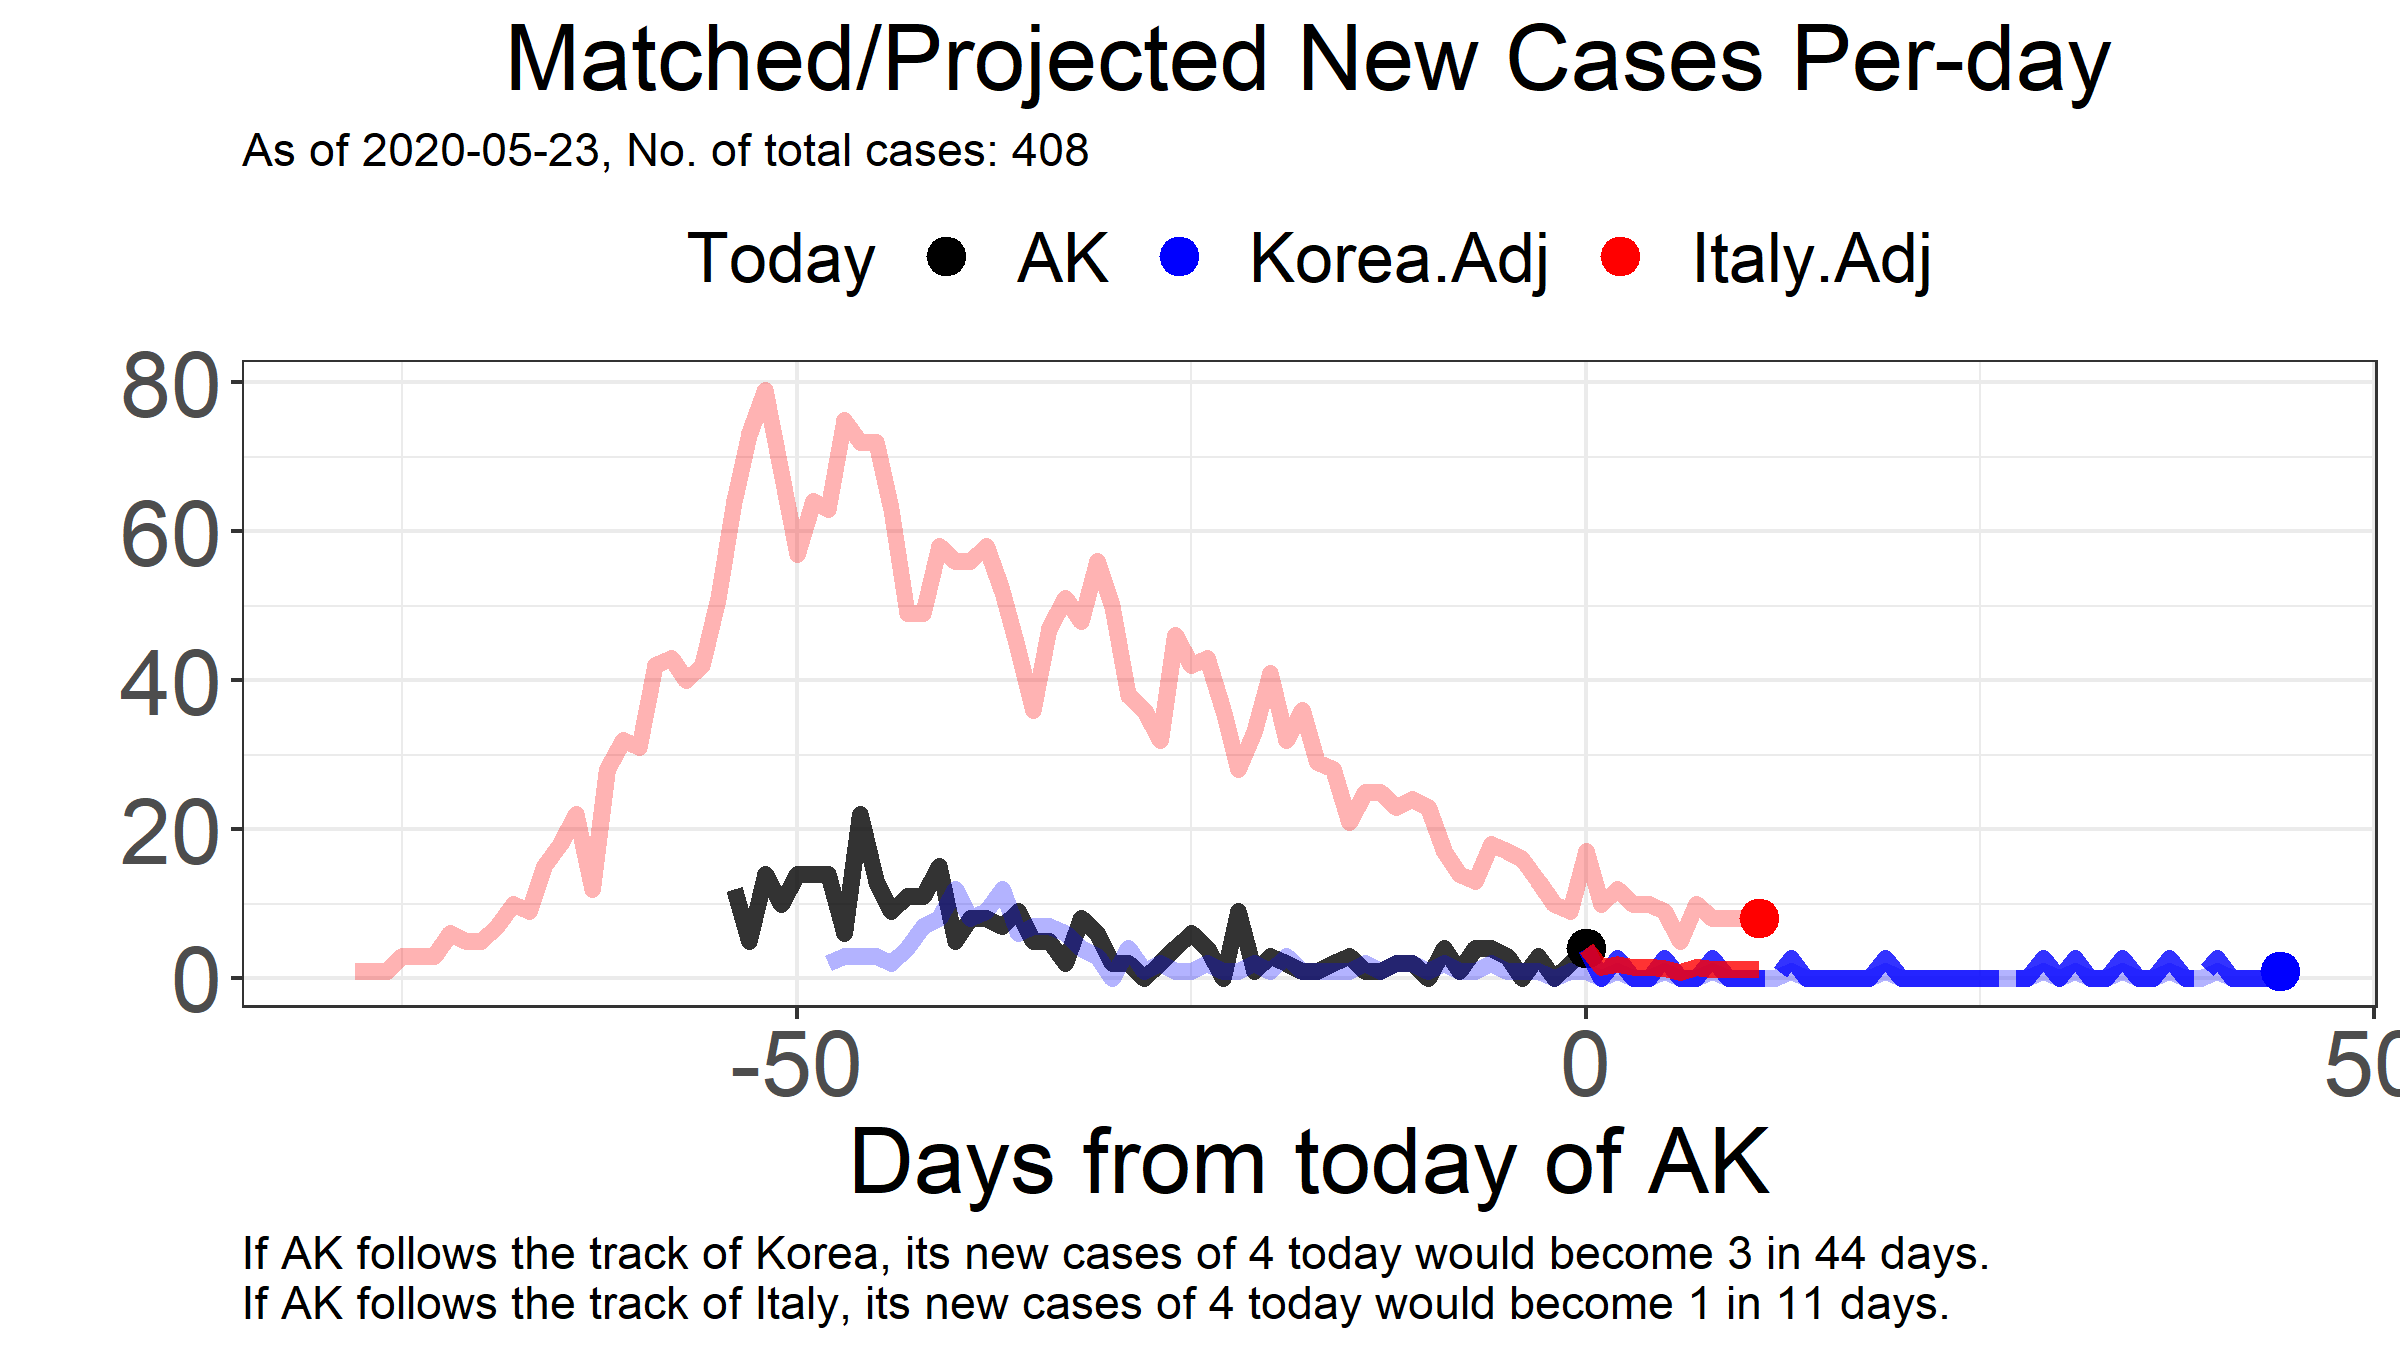 Matched/Projected New Cases Per-day
As of 2020-05-23, No. of total cases: 408
Today AK Korea.Adj Italy.Adj
80
60
40
20
0
-50 0 50
Days from today of AK
If AK follows the track of Korea, its new cases of 4 today would become 3 in 44 days.
If AK follows the track of Italy, its new cases of 4 today would become 1 in 11 days.